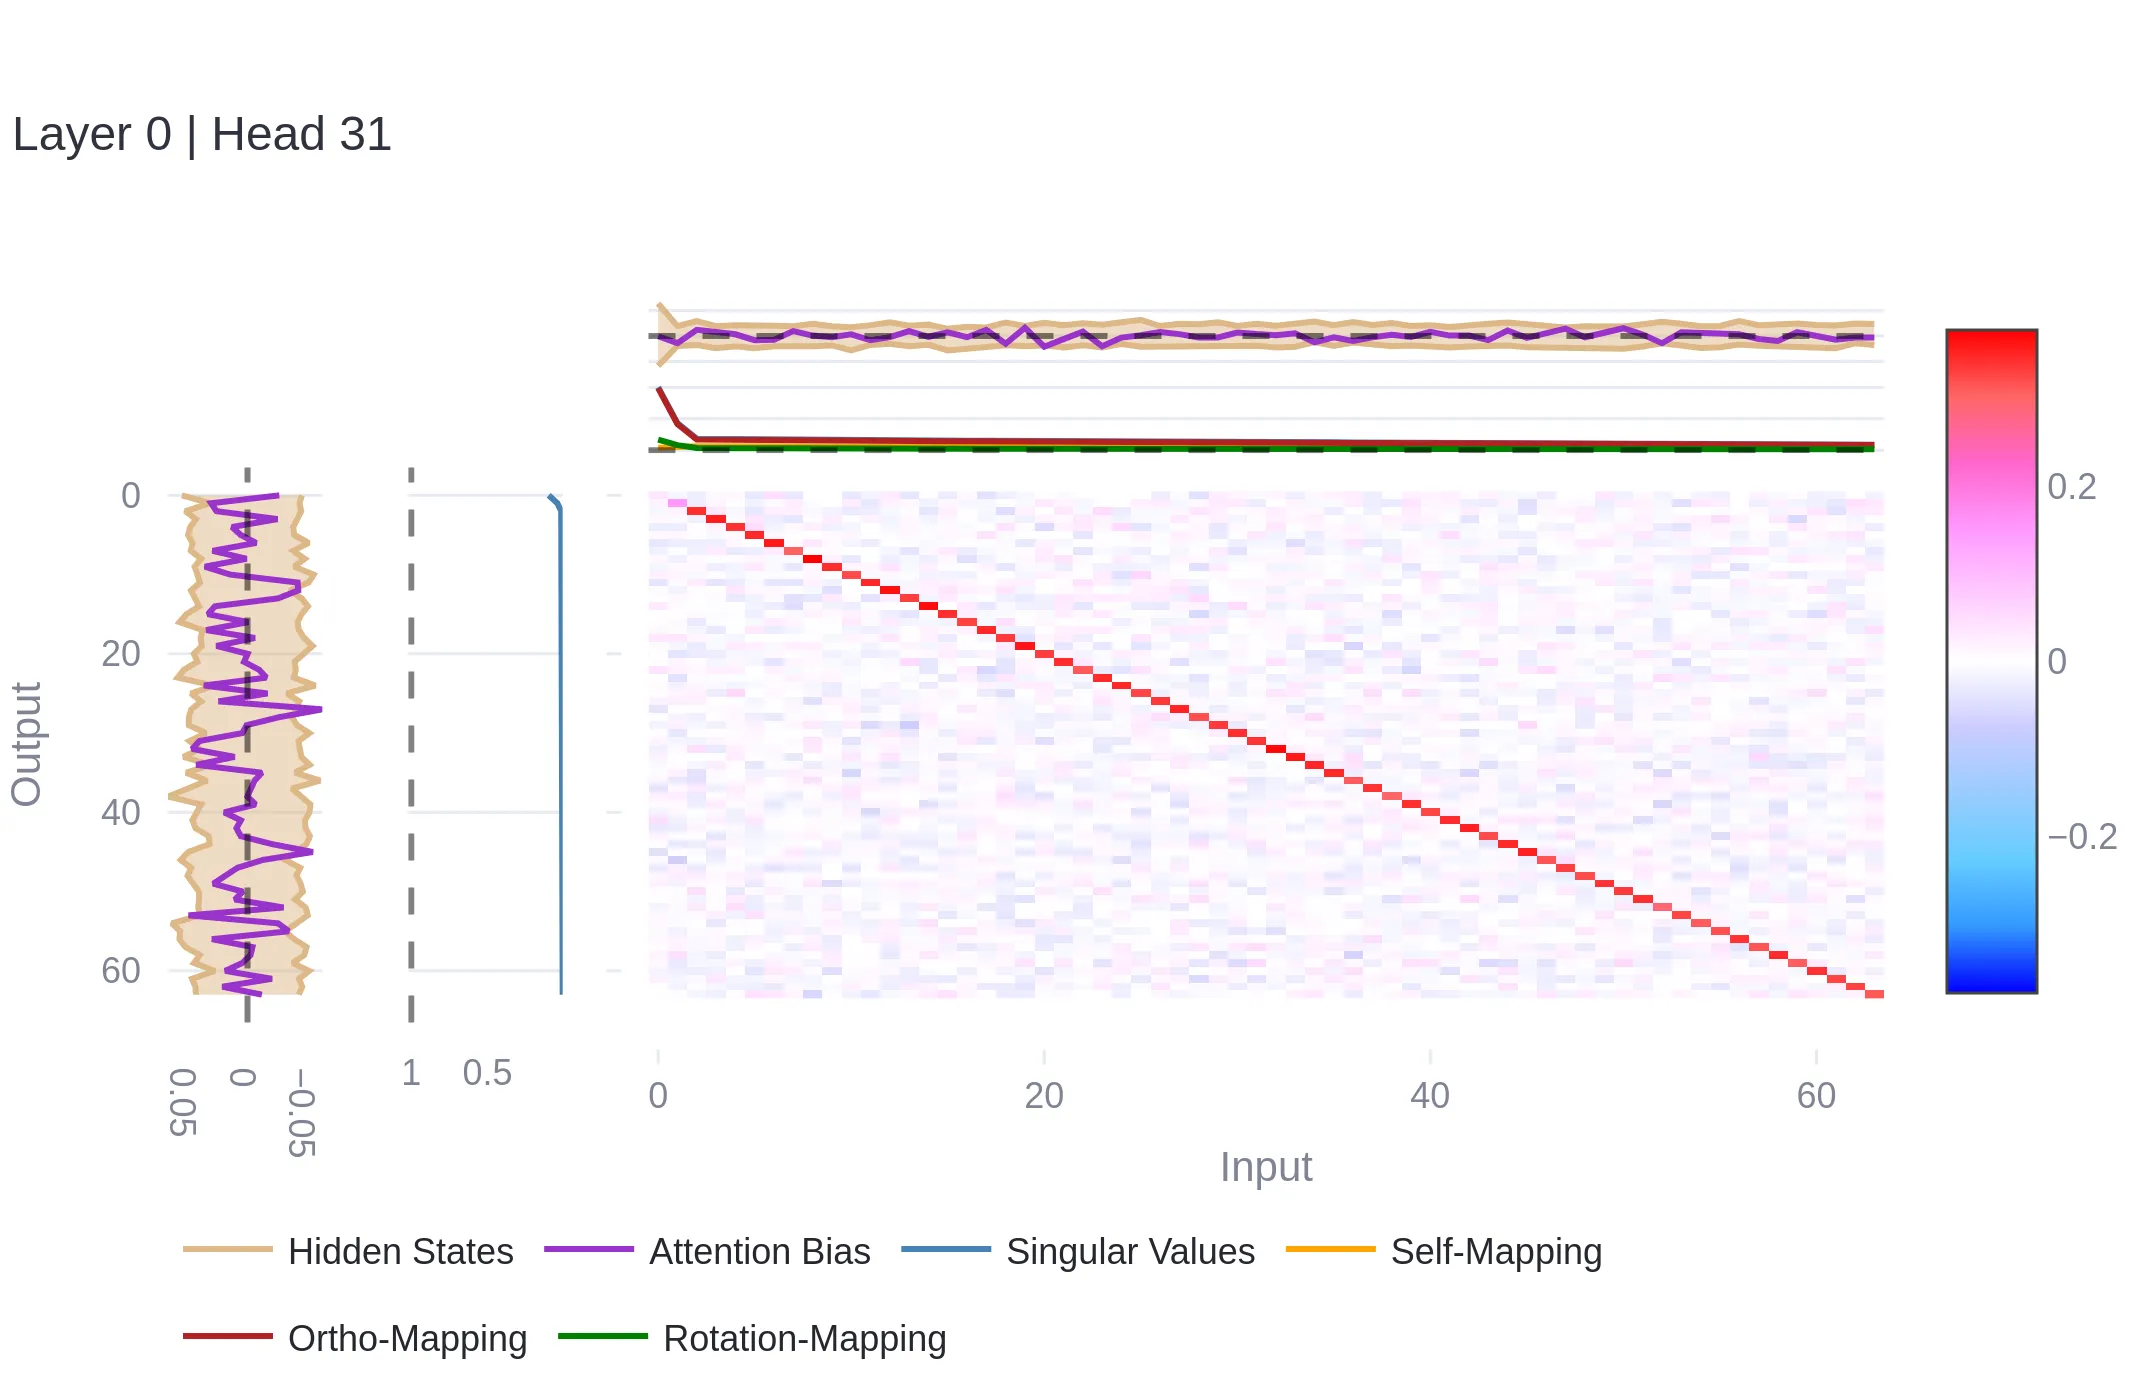 Layer 0 | Head 31
0
20
40
60
Output
0.05
0
−0.05
1
0.5
0
20
40
60
Input
0.2
0
−0.2
Hidden States
Attention Bias
Singular Values
Self-Mapping
Ortho-Mapping
Rotation-Mapping